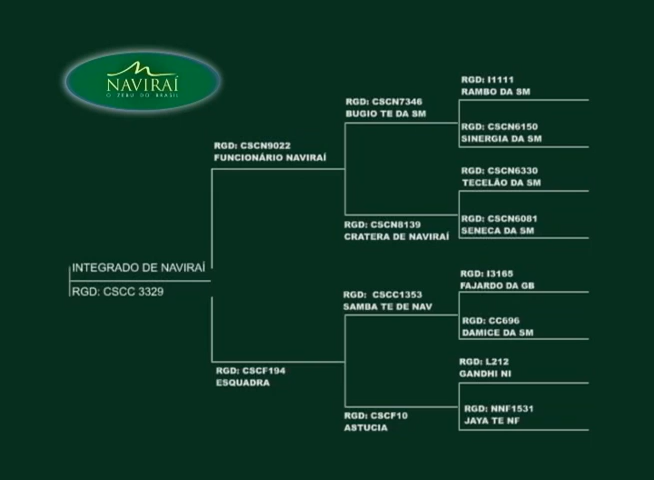 NAVIRAÍ
O ZEBU DO BRASIL
RGD: I1111
RAMBO DA SM
RGD: CSCN7346
BUGIO TE DA SM
RGD: CSCN6150
SINERGIA DA SM
RGD: CSCN9022
FUNCIONÁRIO NAVIRAÍ
RGD: CSCN6330
TECELÃO DA SM
RGD: CSCN8139
CRATERA DE NAVIRAÍ
RGD: CSCN6081
SENECA DA SM
INTEGRADO DE NAVIRAÍ
RGD: CSCC 3329
RGD: I3165
FAJARDO DA GB
RGD: CSCC1353
SAMBA TE DE NAV
RGD: CC696
DAMICE DA SM
RGD: CSCF194
ESQUADRA
RGD: L212
GANDHI NI
RGD: CSCF10
ASTUCIA
RGD: NNF1531
JAYA TE NF